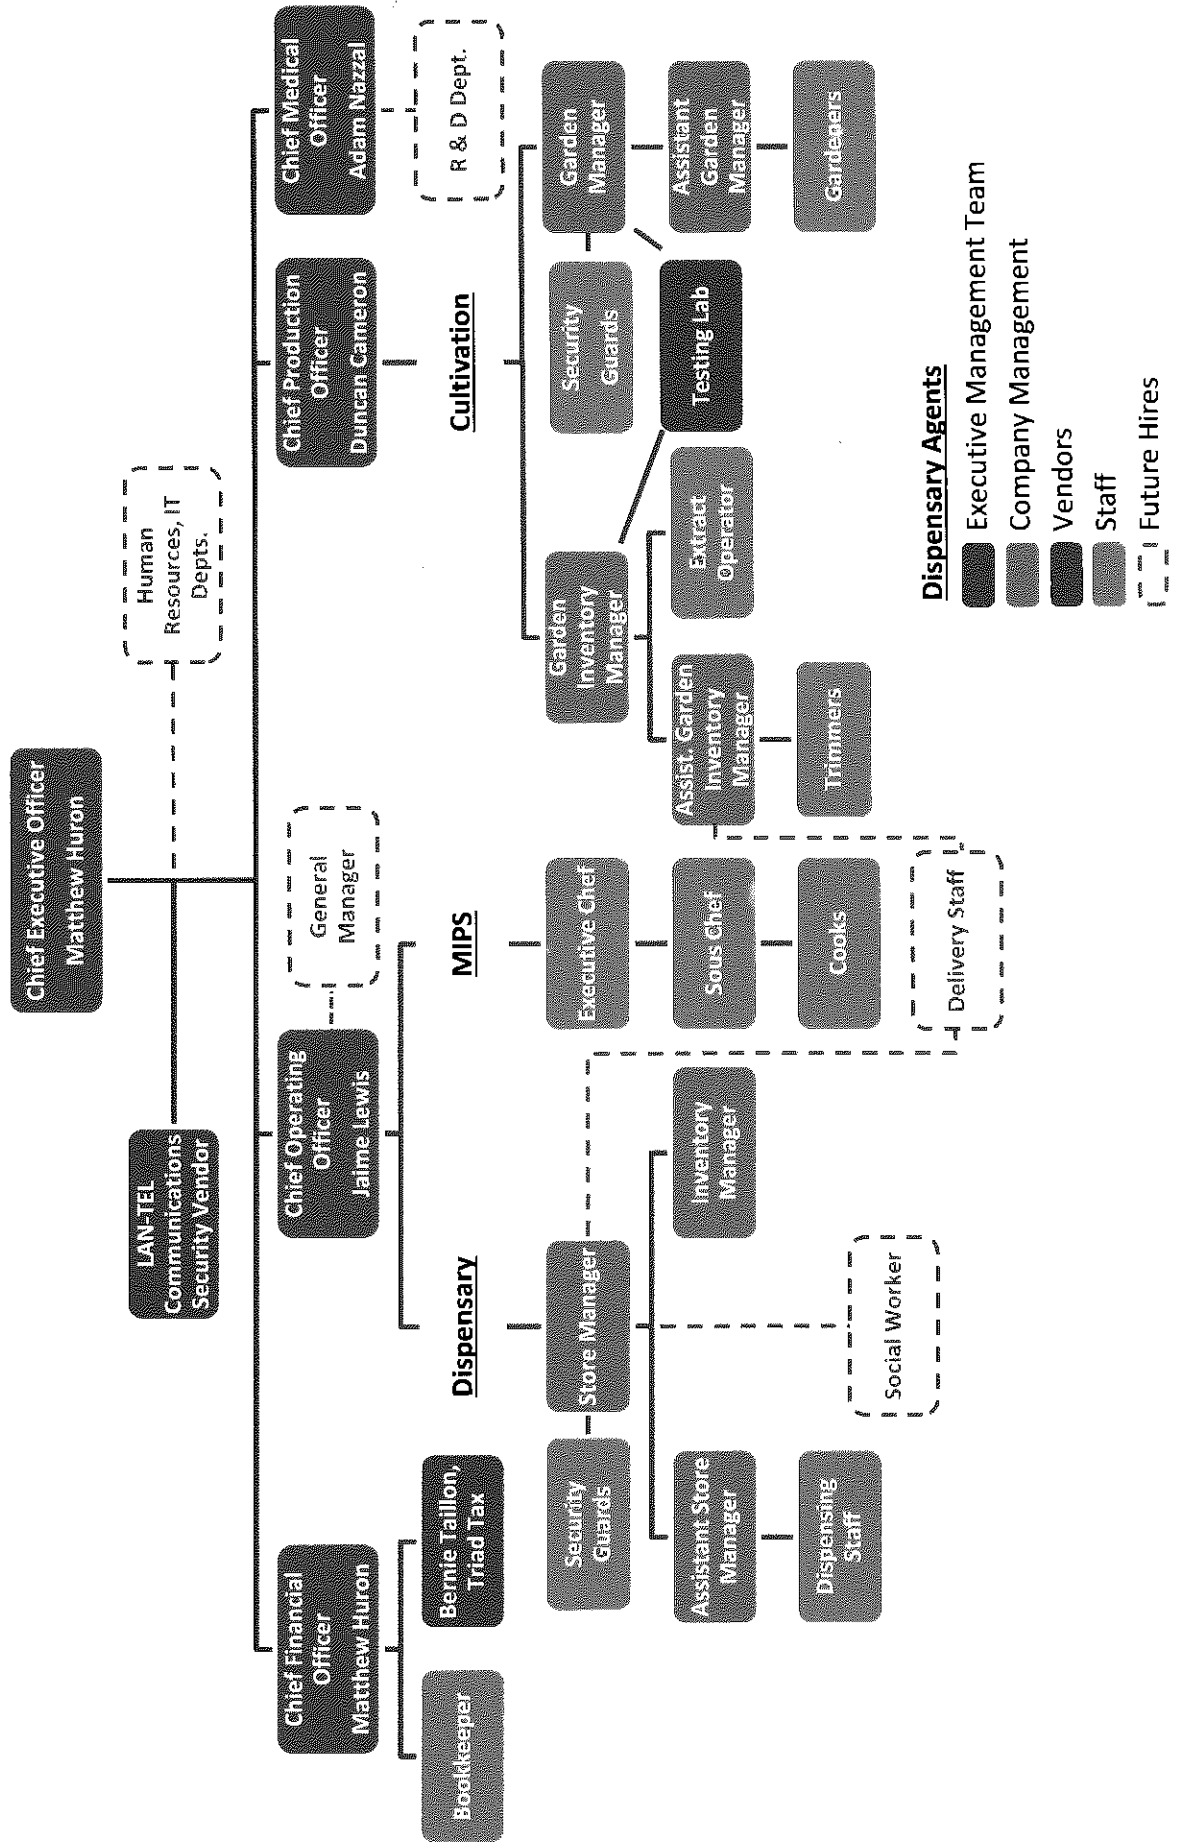 Chief Executive Officer
Matthew Huron
LAN-TEL
Communications
Security Vendor
Human
Resources, IT
Depts.
Chief Financial
Officer
Matthew Huron
Chief Operating
Officer
Jaime Lewis
General
Manager
Chief Production
Officer
Duncan Cameron
Chief Medical
Officer
Adam Nazzal
Bookkeeper
Bernie Taillon,
Triad Tax
Dispensary
MIPS
Cultivation
R & D Dept.
Security
Guards
Store Manager
Executive Chef
Garden
Inventory
Manager
Security
Guards
Garden
Manager
Assistant Store
Manager
Inventory
Manager
Sous Chef
Assist. Garden
Inventory
Manager
Extract
Operator
Testing Lab
Assistant
Garden
Manager
Dispensing
Staff
Cooks
Trimmers
Gardeners
Social Worker
Delivery Staff
Dispensary Agents
Executive Management Team
Company Management
Vendors
Staff
Future Hires